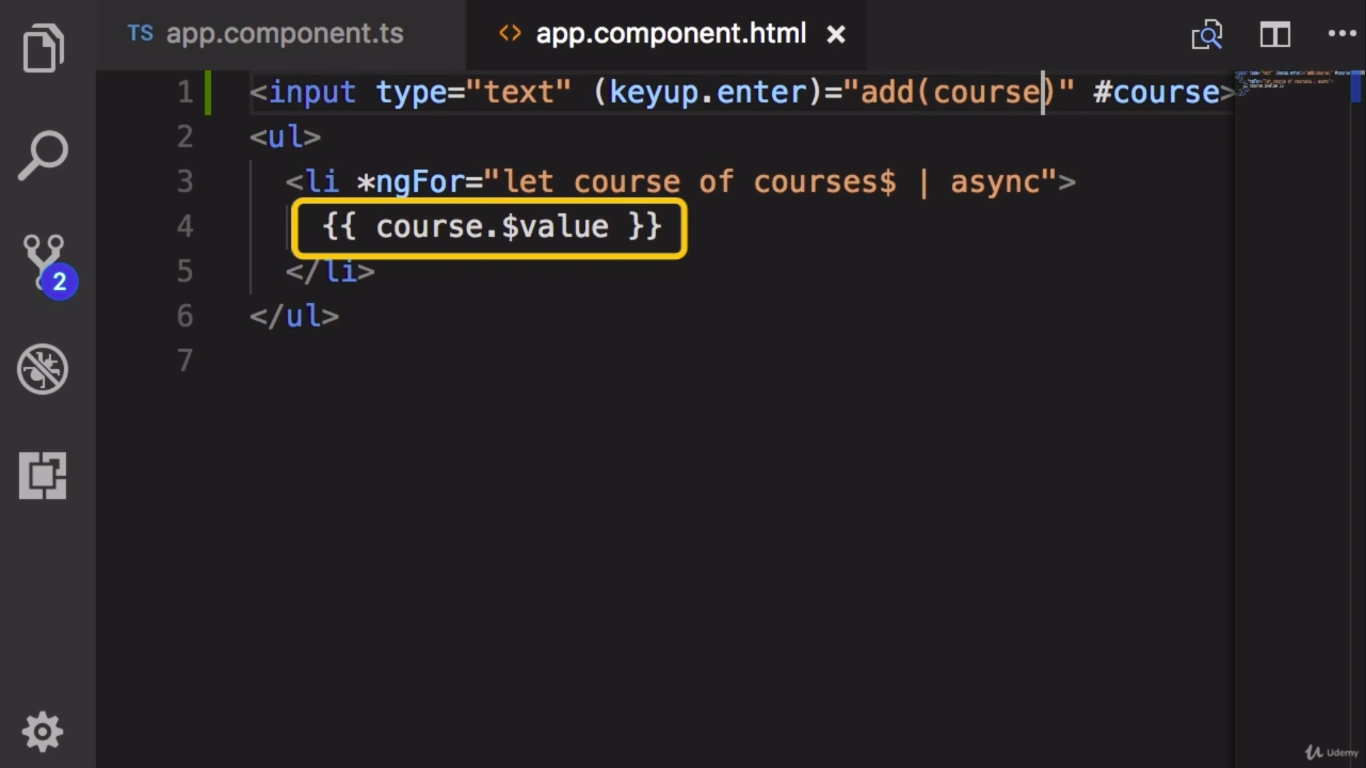 TS app.component.ts <> app.component.html ×
1 <input type="text" (keyup.enter)="add(course)" #course>
2 <ul>
3 <li *ngFor="let course of courses$ | async">
4 {{ course.$value }}
5 </li>
6 </ul>
7
2
Udemy